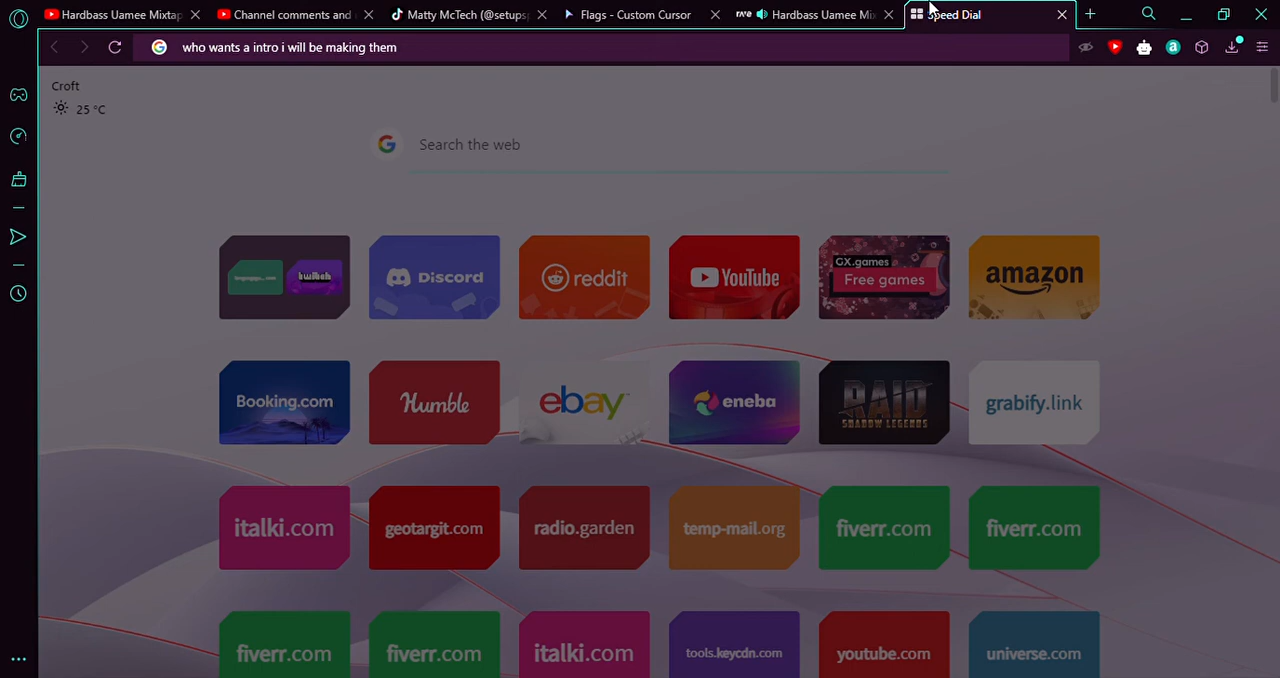 Hardbass Uamee Mixtap
Channel comments and
Matty McTech (@setups
Flags - Custom Cursor
Hardbass Uamee Mi
Speed Dial
who wants a intro i will be making them
Croft
25 °C
Search the web
twitch
Discord
reddit
YouTube
GX.games
Free games
amazon
Booking.com
Humble
ebay
eneba
RAID
SHADOW LEGENDS
grabify.link
italki.com
geotargit.com
radio.garden
temp-mail.org
fiverr.com
fiverr.com
fiverr.com
fiverr.com
italki.com
tools.keycdn.com
youtube.com
universe.com